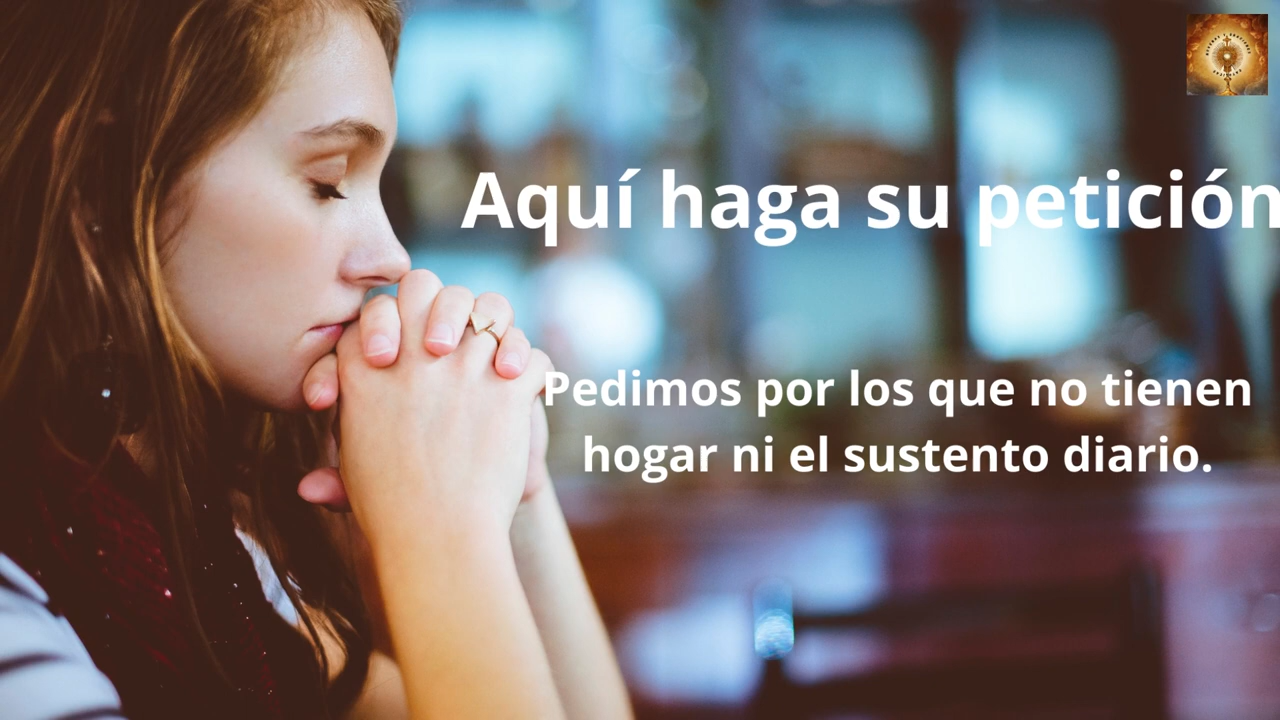 Aquí haga su petición
Pedimos por los que no tienen
hogar ni el sustento diario.